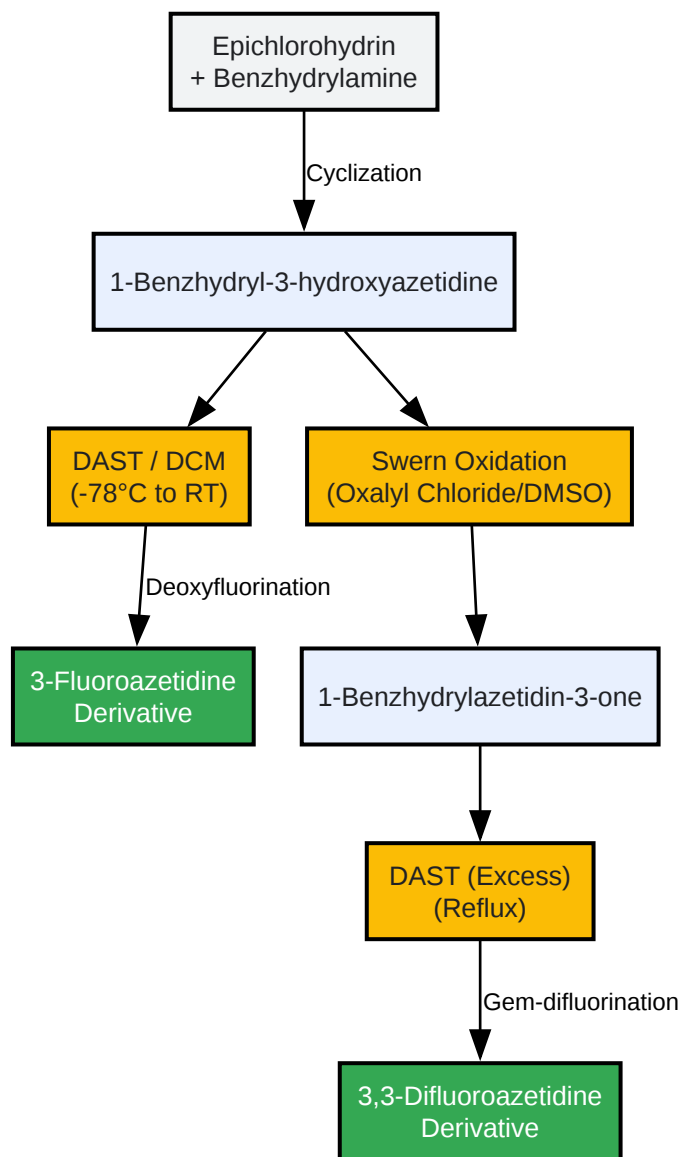 Epichlorohydrin
+ Benzhydrylamine
Cyclization
1-Benzhydryl-3-hydroxyazetidine
DAST / DCM
(-78°C to RT)
Swern Oxidation
(Oxalyl Chloride/DMSO)
Deoxyfluorination
3-Fluoroazetidine
Derivative
1-Benzhydrylazetidin-3-one
DAST (Excess)
(Reflux)
Gem-difluorination
3,3-Difluoroazetidine
Derivative